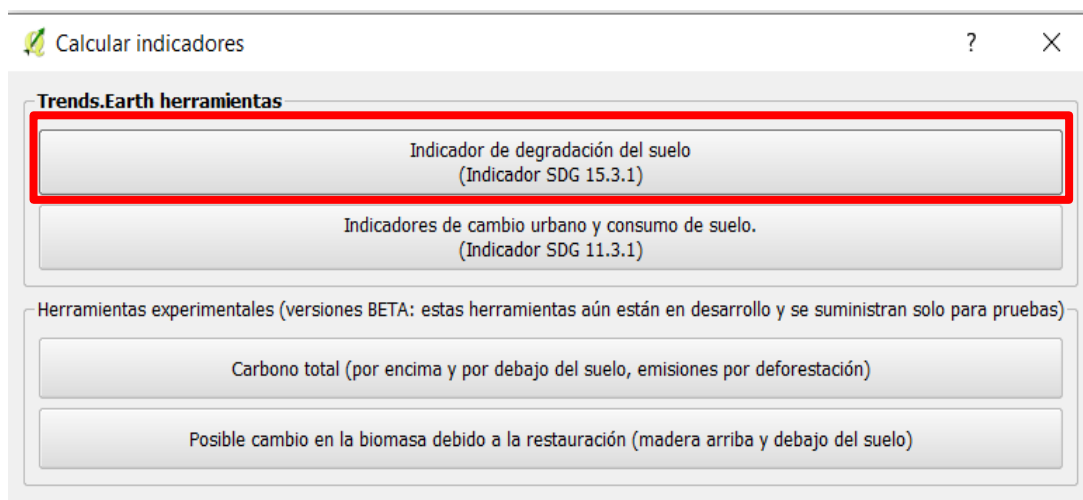 Calcular indicadores
?
Trends.Earth herramientas
Indicador de degradación del suelo
(Indicador SDG 15.3.1)
Indicadores de cambio urbano y consumo de suelo.
(Indicador SDG 11.3.1)
Herramientas experimentales (versiones BETA: estas herramientas aún están en desarrollo y se suministran solo para pruebas)
Carbono total (por encima y por debajo del suelo, emisiones por deforestación)
Posible cambio en la biomasa debido a la restauración (madera arriba y debajo del suelo)